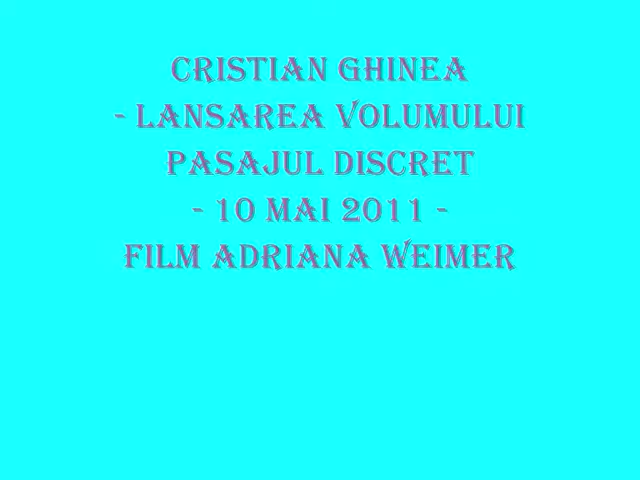 CRISTIAN GHINEA
- LANSAREA VOLUMULUI
PASAJUL DISCRET
- 10 MAI 2011 -
FILM ADRIANA WEIMER